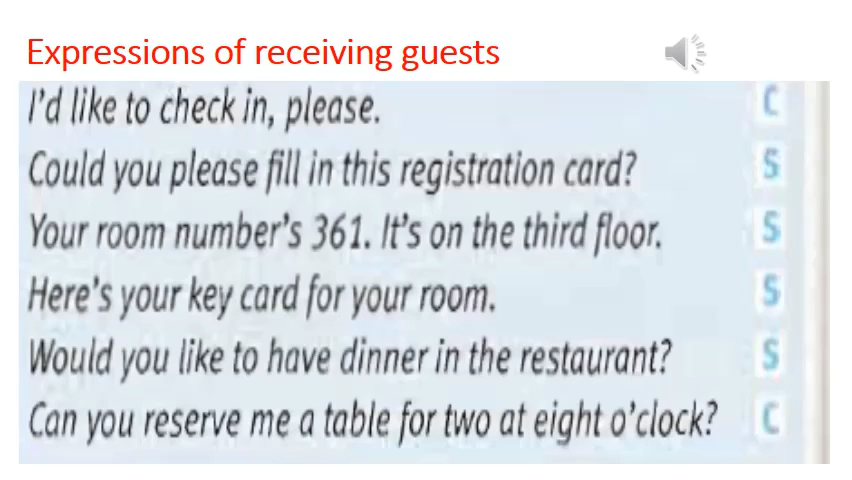 Expressions of receiving guests
I'd like to check in, please. C
Could you please fill in this registration card? S
Your room number's 361. It's on the third floor. S
Here's your key card for your room. S
Would you like to have dinner in the restaurant? S
Can you reserve me a table for two at eight o'clock? C